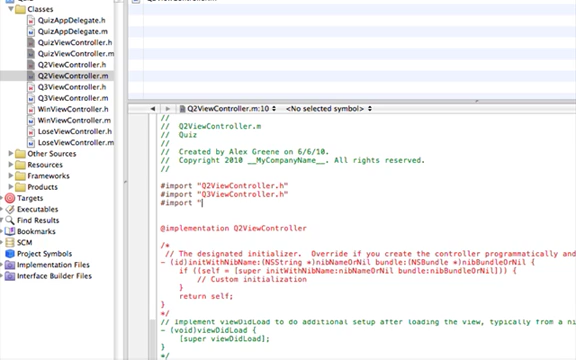 Classes
QuizAppDelegate.h
QuizAppDelegate.m
QuizViewController.h
QuizViewController.m
Q2ViewController.h
Q2ViewController.m
Q3ViewController.h
Q3ViewController.m
WinViewController.h
WinViewController.m
LoseViewController.h
LoseViewController.m
Other Sources
Resources
Frameworks
Products
Targets
Executables
Find Results
Bookmarks
SCM
Project Symbols
Implementation Files
Interface Builder Files
Q2ViewController.m:10
<No selected symbol>
//
// Q2ViewController.m
// Quiz
//
// Created by Alex Greene on 6/6/10.
// Copyright 2010 __MyCompanyName__. All rights reserved.
//
#import "Q2ViewController.h"
#import "Q3ViewController.h"
#import "
@implementation Q2ViewController
/*
// The designated initializer. Override if you create the controller programmatically and
- (id)initWithNibName:(NSString *)nibNameOrNil bundle:(NSBundle *)nibBundleOrNil {
if ((self = [super initWithNibName:nibNameOrNil bundle:nibBundleOrNil])) {
// Custom initialization
}
return self;
}
*/
// Implement viewDidLoad to do additional setup after loading the view, typically from a ni
- (void)viewDidLoad {
[super viewDidLoad];
}
*/